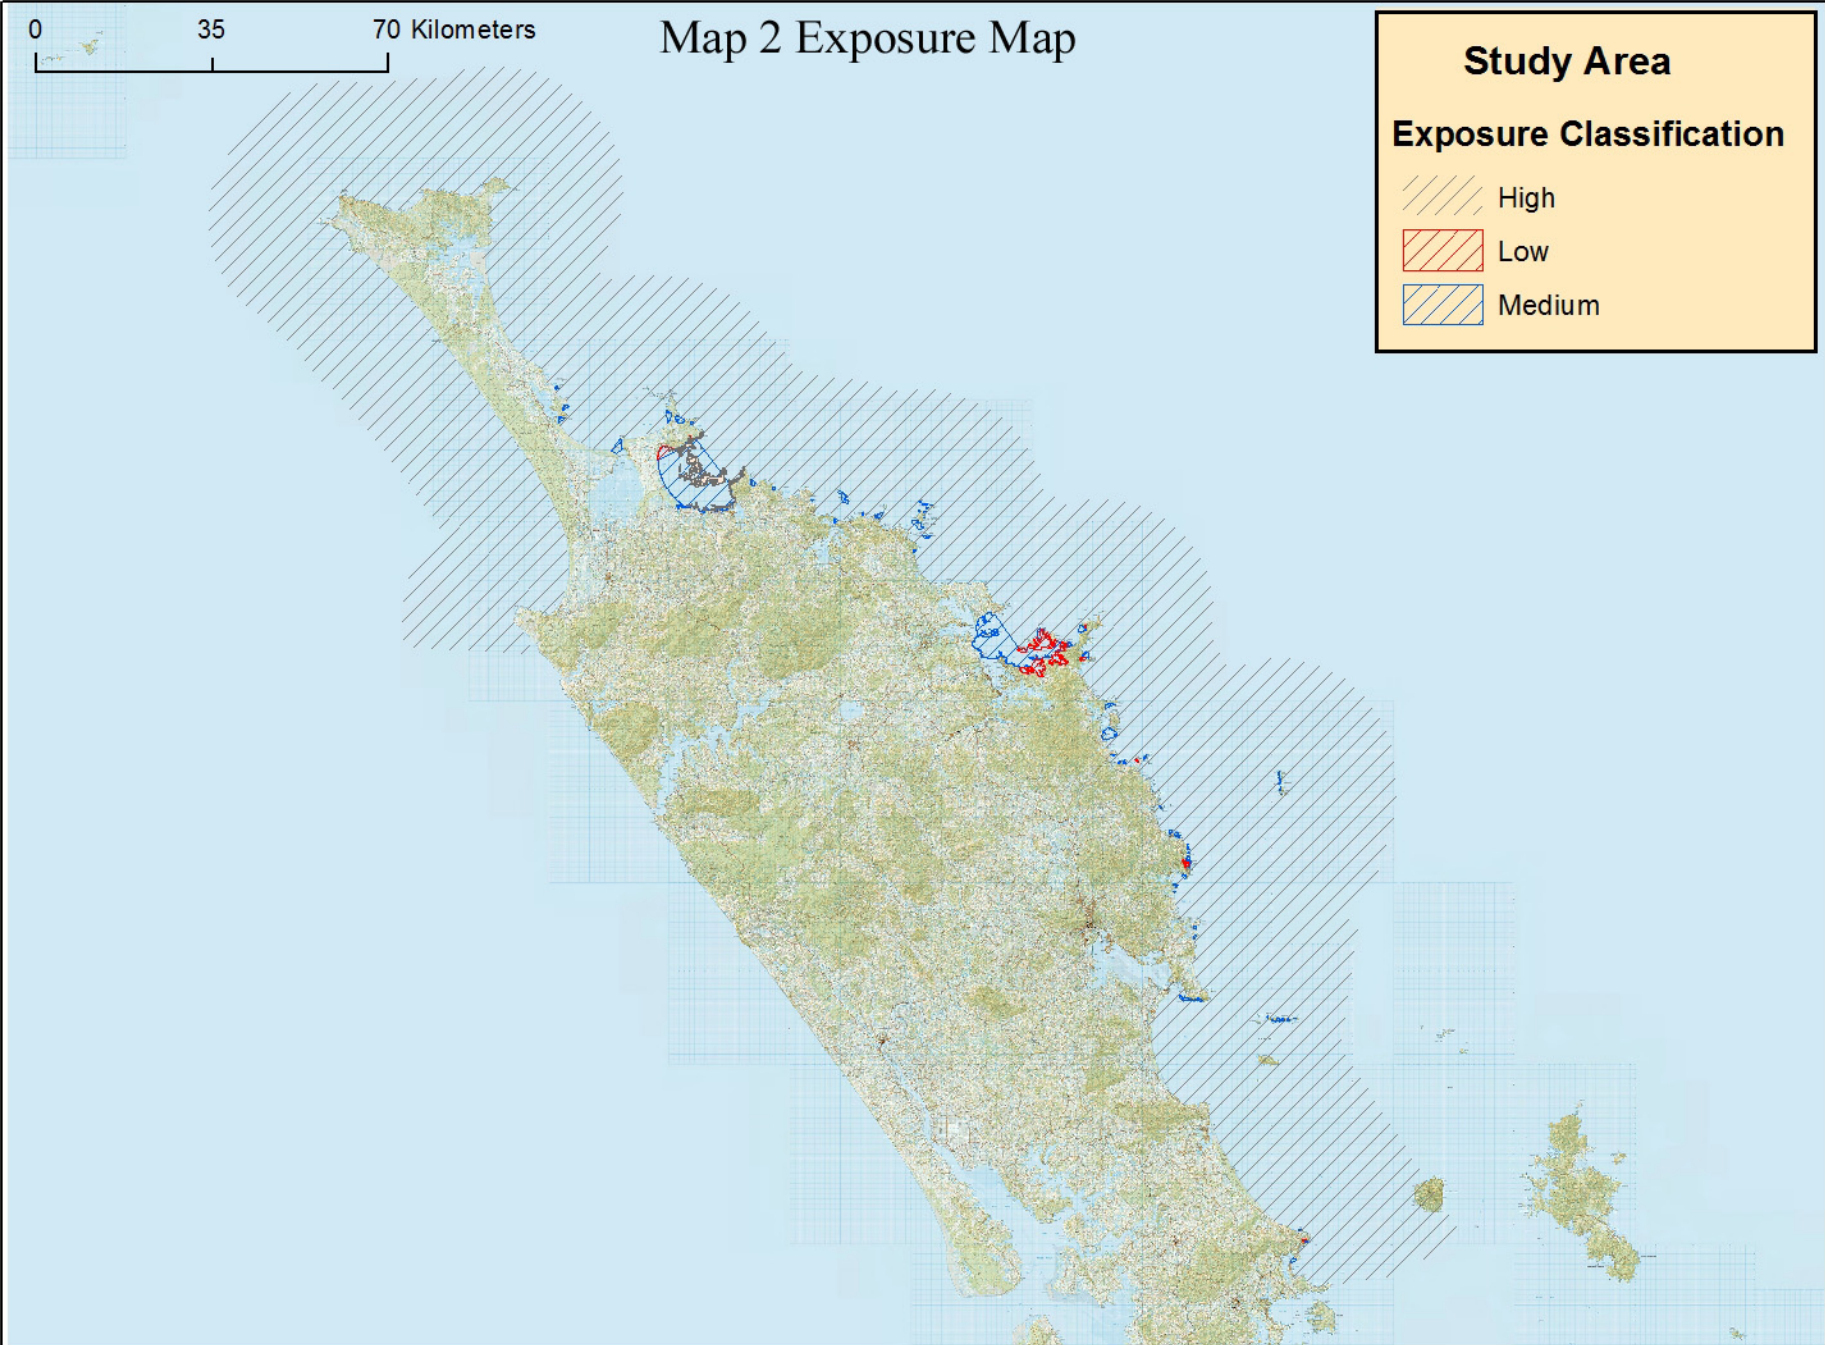 0 35 70 Kilometers
Map 2 Exposure Map
Study Area
Exposure Classification
High
Low
Medium